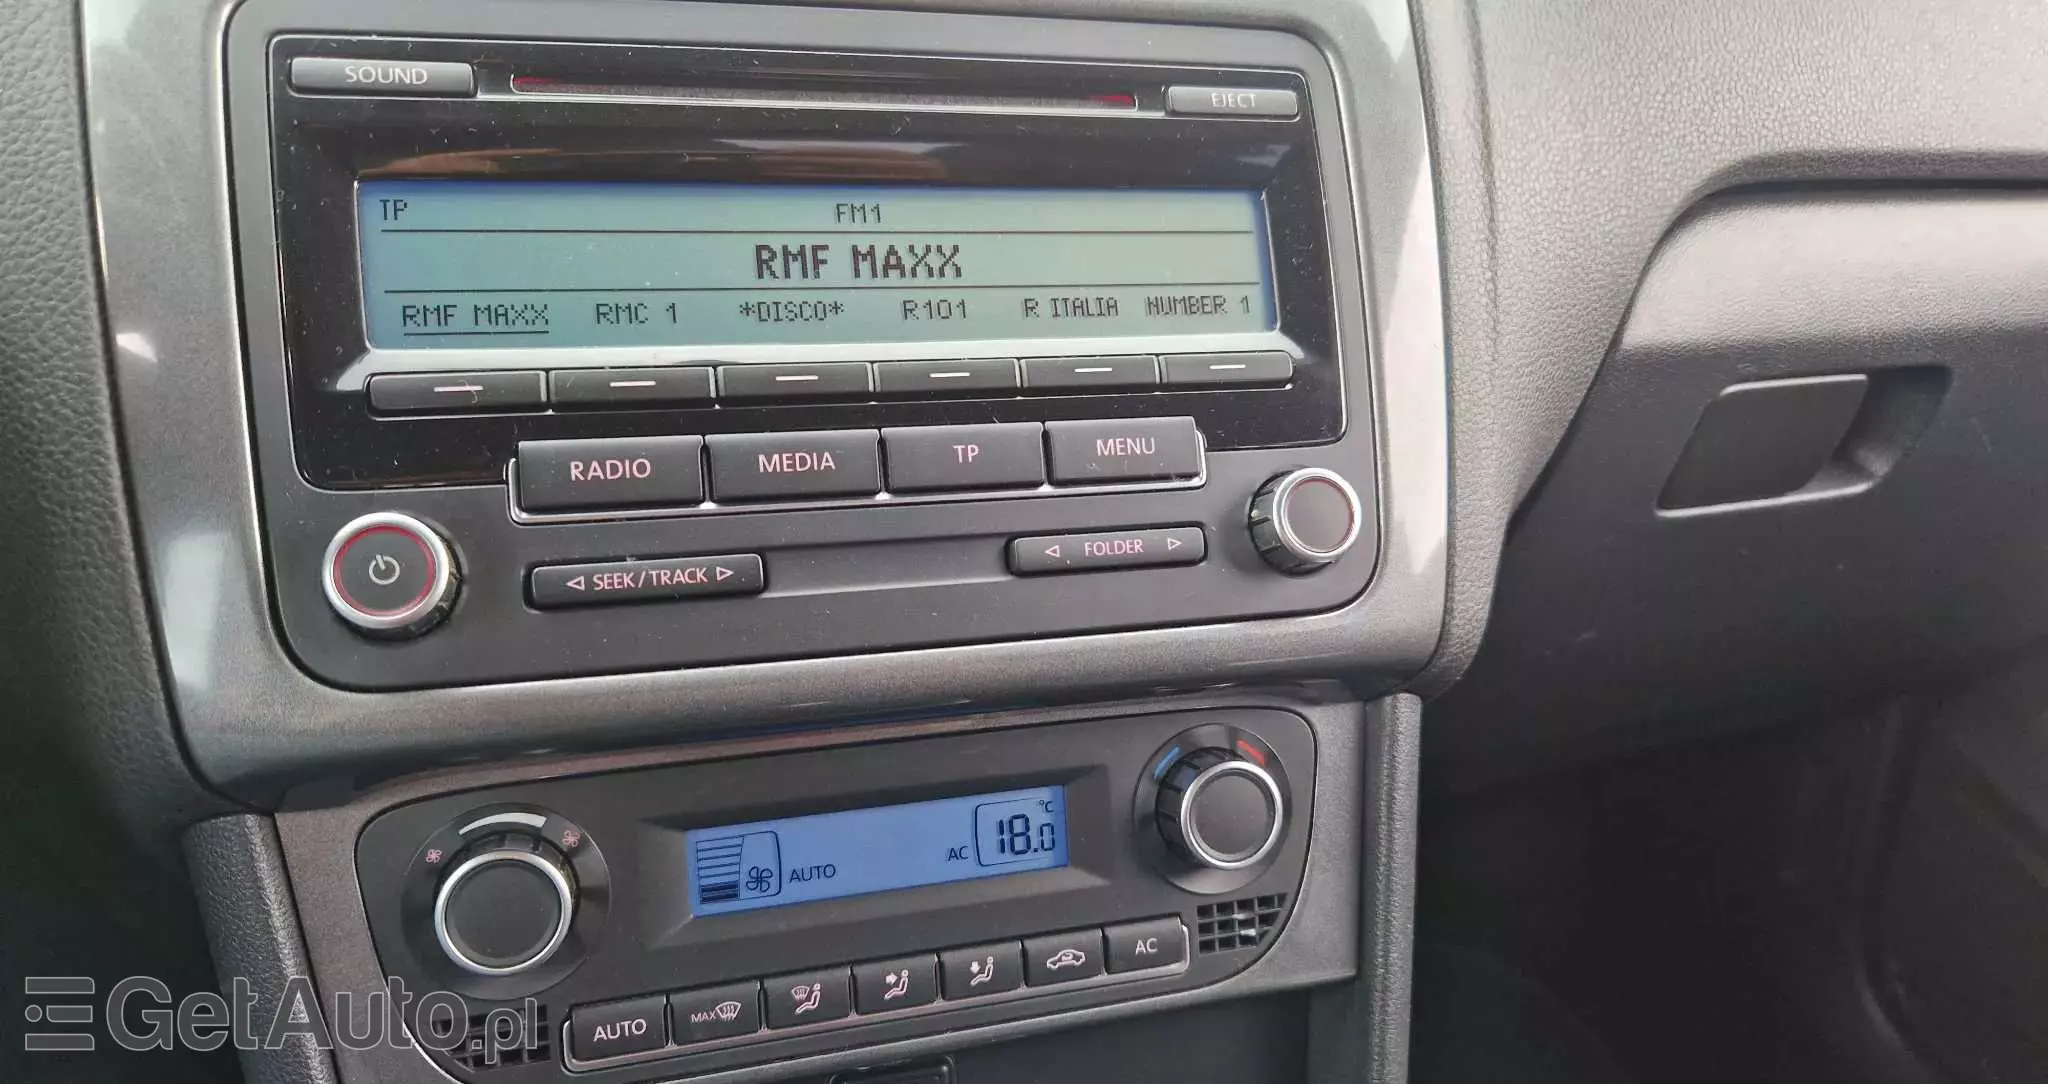 SOUND
EJECT
TP FM1
RMF MAXX
RMF MAXX RMC 1 *DISCO* R101 R ITALIA NUMBER 1
RADIO MEDIA TP MENU
SEEK/TRACK FOLDER
AUTO AC 18.0 °C
AUTO MAX AC
GetAuto.pl